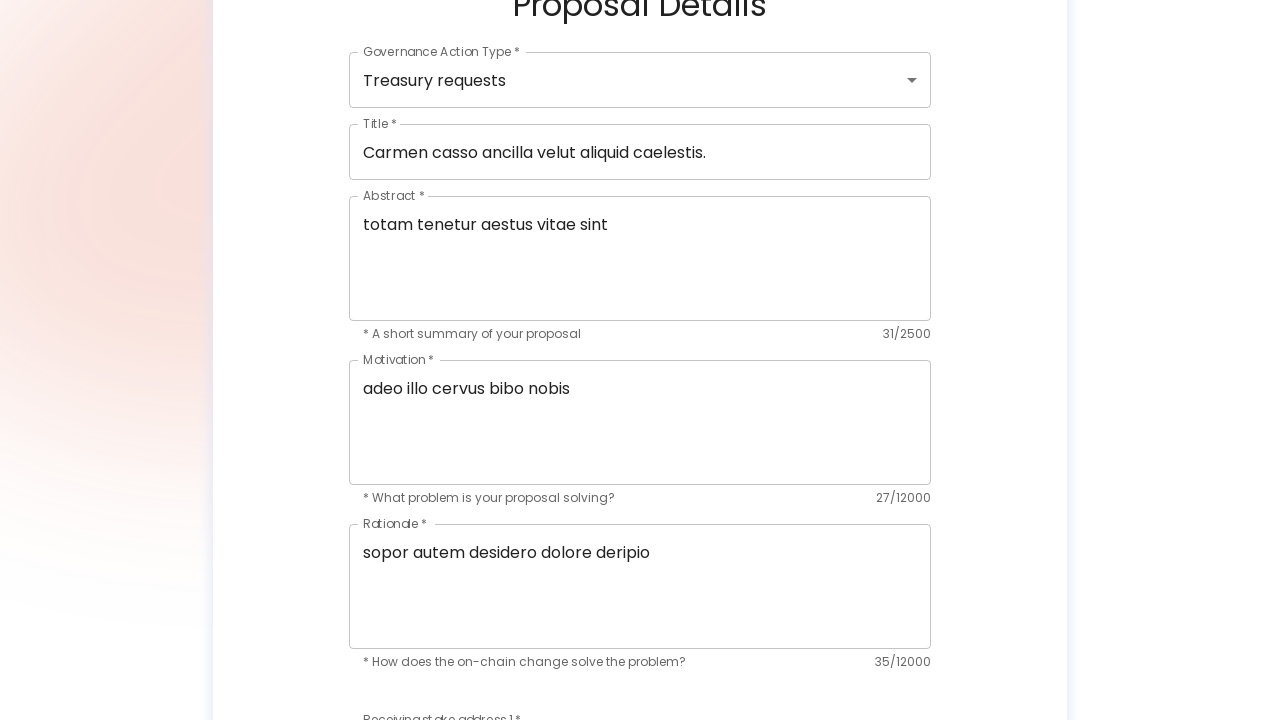 Proposal Details
Governance Action Type *
Treasury requests
Title *
Carmen casso ancilla velut aliquid caelestis.
Abstract *
totam tenetur aestus vitae sint
* A short summary of your proposal 31/2500
Motivation *
adeo illo cervus bibo nobis
* What problem is your proposal solving? 27/12000
Rationale *
sopor autem desidero dolore deripio
* How does the on-chain change solve the problem? 35/12000
Receiving stake address 1 *